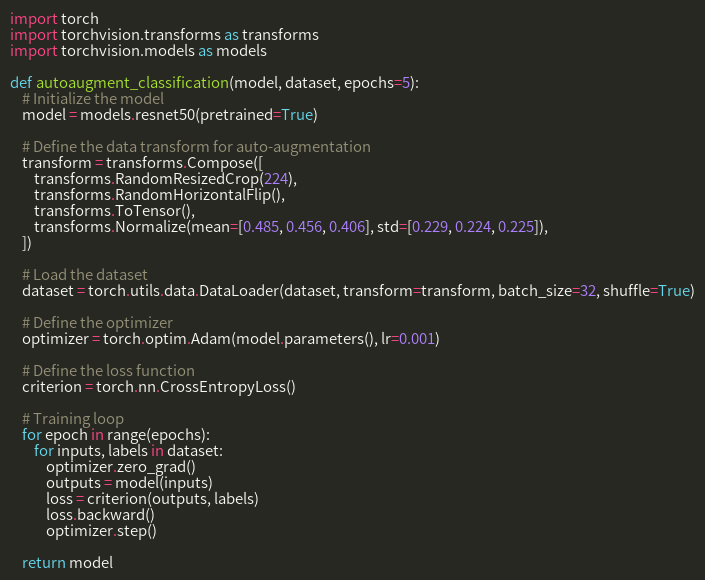 import torch
import torchvision.transforms as transforms
import torchvision.models as models

def autoaugment_classification(model, dataset, epochs=5):
    # Initialize the model
    model = models.resnet50(pretrained=True)

    # Define the data transform for auto-augmentation
    transform = transforms.Compose([
        transforms.RandomResizedCrop(224),
        transforms.RandomHorizontalFlip(),
        transforms.ToTensor(),
        transforms.Normalize(mean=[0.485, 0.456, 0.406], std=[0.229, 0.224, 0.225]),
    ])

    # Load the dataset
    dataset = torch.utils.data.DataLoader(dataset, transform=transform, batch_size=32, shuffle=True)

    # Define the optimizer
    optimizer = torch.optim.Adam(model.parameters(), lr=0.001)

    # Define the loss function
    criterion = torch.nn.CrossEntropyLoss()

    # Training loop
    for epoch in range(epochs):
        for inputs, labels in dataset:
            optimizer.zero_grad()
            outputs = model(inputs)
            loss = criterion(outputs, labels)
            loss.backward()
            optimizer.step()

    return model